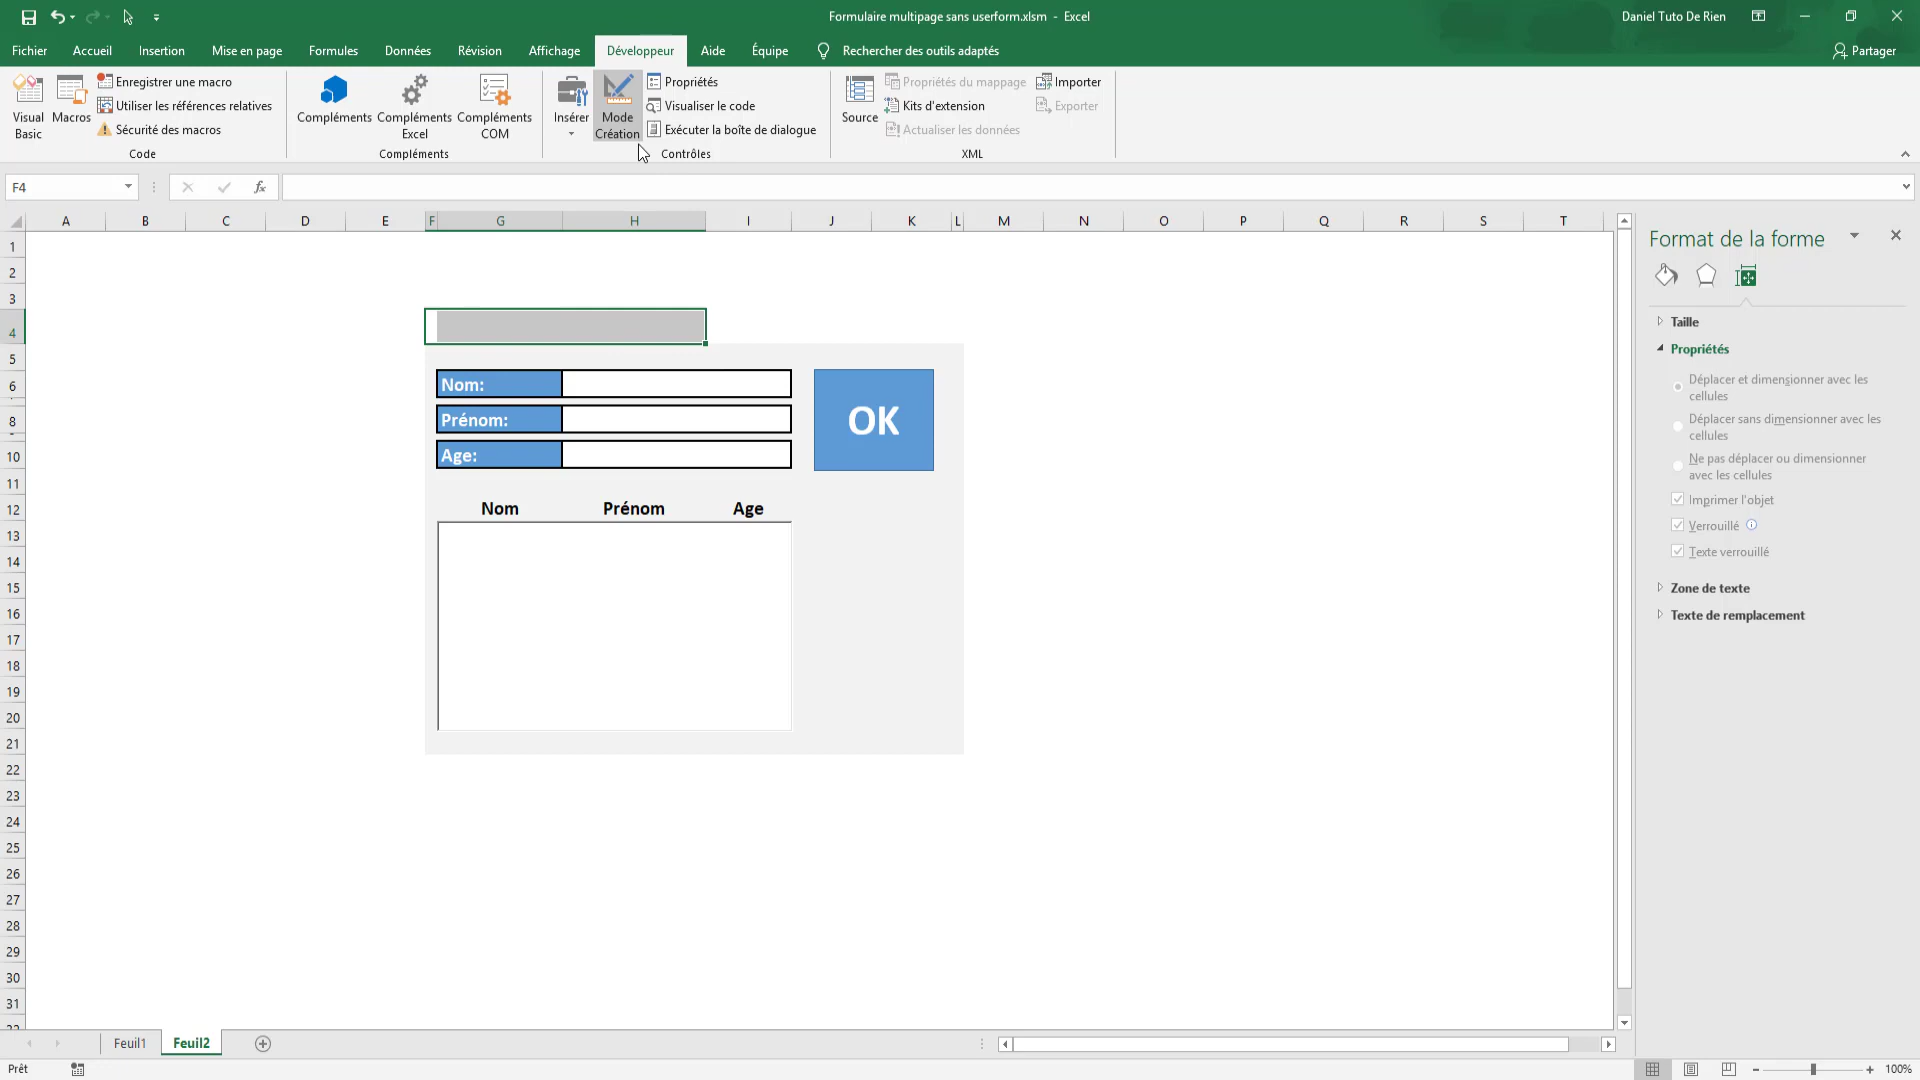 Formulaire multipage sans userform.xlsm - Excel
Daniel Tuto De Rien
Fichier Accueil Insertion Mise en page Formules Données Révision Affichage Développeur Aide Équipe Rechercher des outils adaptés Partager
Visual Basic
Macros
Enregistrer une macro
Utiliser les références relatives
Sécurité des macros
Code
Compléments
Compléments Excel
Compléments COM
Compléments
Insérer
Mode Création
Propriétés
Visualiser le code
Exécuter la boîte de dialogue
Contrôles
Source
Propriétés du mappage
Kits d'extension
Actualiser les données
Importer
Exporter
XML
F4
fx
A B C D E F G H I J K L M N O P Q R S T
1
2
3
4
5
6
8
10
11
12
13
14
15
16
17
18
19
20
21
22
23
24
25
26
27
28
29
30
31
Nom:
Prénom:
Age:
OK
Nom Prénom Age
Format de la forme
Taille
Propriétés
Déplacer et dimensionner avec les
cellules
Déplacer sans dimensionner avec les
cellules
Ne pas déplacer ou dimensionner
avec les cellules
Imprimer l'objet
Verrouillé
Texte verrouillé
Zone de texte
Texte de remplacement
Feuil1 Feuil2
Prêt
100%